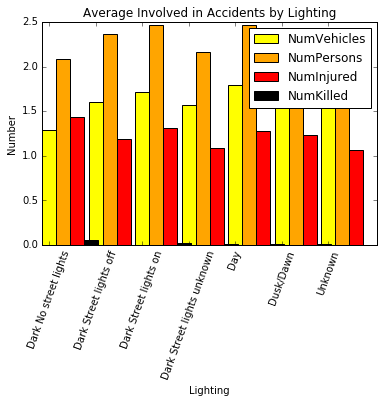 Average Involved in Accidents by Lighting
NumVehicles
NumPersons
NumInjured
NumKilled
2.5
2.0
1.5
1.0
0.5
0.0
Number
Dark No street lights
Dark Street lights off
Dark Street lights on
Dark Street lights unknown
Day
Dusk/Dawn
Unknown
Lighting